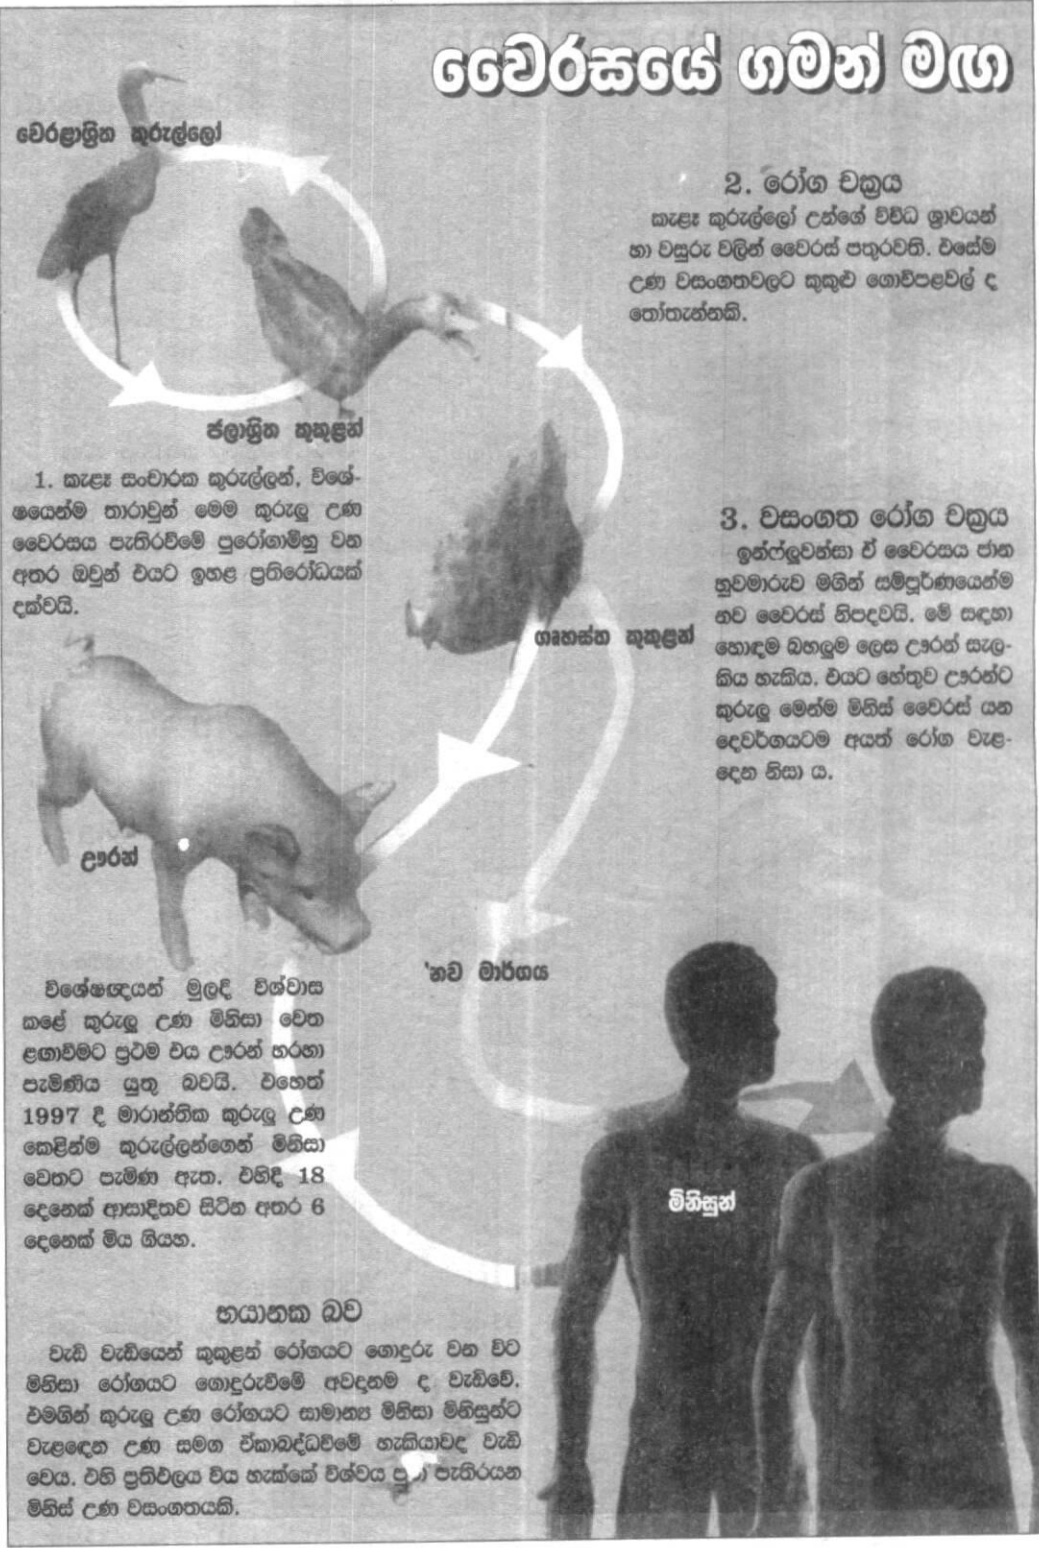 වෛරසයේ ගමන් මඟ
වෙරළාශ්‍රිත කුරුල්ලෝ
2. රෝග චක්‍රය
කැළෑ කුරුල්ලෝ උන්ගේ විවිධ ශ්‍රාවයන්
හා වසුරු වලින් වෛරස් පතුරවති. එසේම
උණ වසංගතවලට කුකුළු ගොවිපළවල් ද
තෝතැන්නකි.
ජලාශ්‍රිත කුකුළන්
1. කැළෑ සංචාරක කුරුල්ලන්, විශේ-
ෂයෙන්ම තාරාවුන් මෙම කුරුලු උණ
වෛරසය පැතිරවීමේ පුරෝගාමීහු වන
අතර ඔවුන් එයට ඉහළ ප්‍රතිරෝධයක්
දක්වයි.
3. වසංගත රෝග චක්‍රය
ඉන්ෆ්ලුවන්සා ඒ වෛරසය ජාන
හුවමාරුව මගින් සම්පූර්ණයෙන්ම
නව වෛරස් නිපදවයි. මේ සඳහා
හොඳම බඳුලුම ලෙස ඌරන් සැල-
කිය හැකිය. එයට හේතුව ඌරන්ට
කුරුලු මෙන්ම මිනිස් වෛරස් යන
දෙවර්ගයටම අයත් රෝග වැළ-
දෙන නිසා ය.
ගෘහස්ත කුකුළන්
ඌරන්
'නව මාර්ගය
විශේෂඥයන් මුලදී විශ්වාස
කළේ කුරුලු උණ මිනිසා වෙත
ළඟාවීමට ප්‍රථම එය ඌරන් හරහා
පැමිණිය යුතු බවයි. එහෙත්
1997 දී මාරාන්තික කුරුලු උණ
කෙළින්ම කුරුල්ලන්ගෙන් මිනිසා
වෙතට පැමිණ ඇත. එහිදී 18
දෙනෙක් ආසාදිතව සිටින අතර 6
දෙනෙක් මිය ගියහ.
මිනිසුන්
භයානක බව
වැඩි වැඩියෙන් කුකුළන් රෝගයට ගොදුරු වන විට
මිනිසා රෝගයට ගොදුරුවීමේ අවදානම ද වැඩිවේ.
එමගින් කුරුලු උණ රෝගයට සාමාන්‍ය මිනිසා මිනිසුන්ට
වැළඳෙන උණ සමග ඒකාබද්ධවීමේ හැකියාවද වැඩි
වෙය. එහි ප්‍රතිඵලය විය හැක්කේ විශ්වය පැතිරයන
මිනිස් උණ වසංගතයකි.